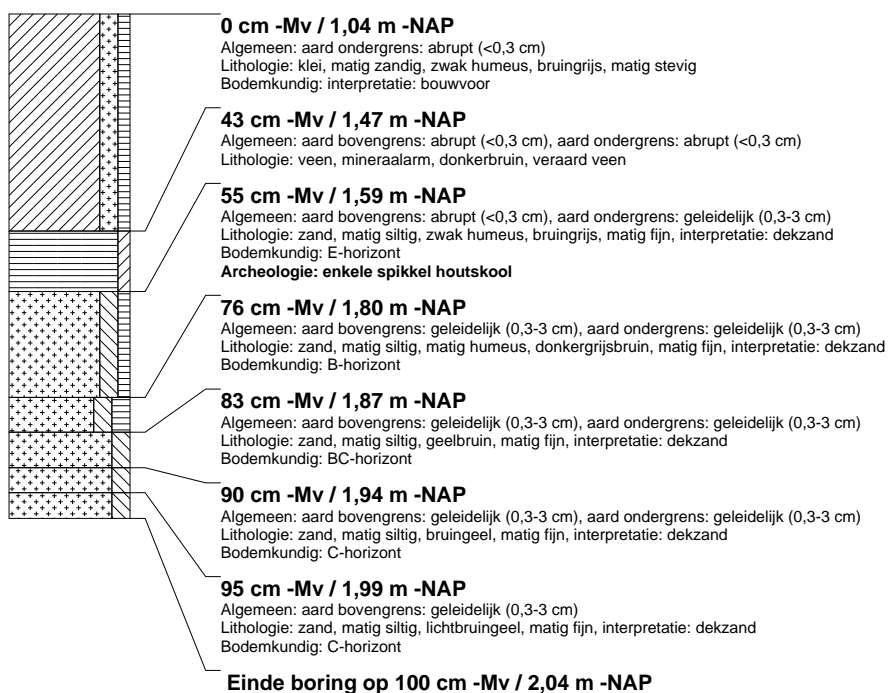 0 cm -Mv / 1,04 m -NAP
Algemeen: aard ondergrens: abrupt (<0,3 cm)
Lithologie: klei, matig zandig, zwak humeus, bruingrijs, matig stevig
Bodemkundig: interpretatie: bouwvoor
43 cm -Mv / 1,47 m -NAP
Algemeen: aard bovengrens: abrupt (<0,3 cm), aard ondergrens: abrupt (<0,3 cm)
Lithologie: veen, mineraalarm, donkerbruin, veraard veen
55 cm -Mv / 1,59 m -NAP
Algemeen: aard bovengrens: abrupt (<0,3 cm), aard ondergrens: geleidelijk (0,3-3 cm)
Lithologie: zand, matig siltig, zwak humeus, bruingrijs, matig fijn, interpretatie: dekzand
Bodemkundig: E-horizont
Archeologie: enkele spikkel houtskool
76 cm -Mv / 1,80 m -NAP
Algemeen: aard bovengrens: geleidelijk (0,3-3 cm), aard ondergrens: geleidelijk (0,3-3 cm)
Lithologie: zand, matig siltig, matig humeus, donkergrijsbruin, matig fijn, interpretatie: dekzand
Bodemkundig: B-horizont
83 cm -Mv / 1,87 m -NAP
Algemeen: aard bovengrens: geleidelijk (0,3-3 cm), aard ondergrens: geleidelijk (0,3-3 cm)
Lithologie: zand, matig siltig, geelbruin, matig fijn, interpretatie: dekzand
Bodemkundig: BC-horizont
90 cm -Mv / 1,94 m -NAP
Algemeen: aard bovengrens: geleidelijk (0,3-3 cm), aard ondergrens: geleidelijk (0,3-3 cm)
Lithologie: zand, matig siltig, bruingeel, matig fijn, interpretatie: dekzand
Bodemkundig: C-horizont
95 cm -Mv / 1,99 m -NAP
Algemeen: aard bovengrens: geleidelijk (0,3-3 cm)
Lithologie: zand, matig siltig, lichtbruingeel, matig fijn, interpretatie: dekzand
Bodemkundig: C-horizont
Einde boring op 100 cm -Mv / 2,04 m -NAP